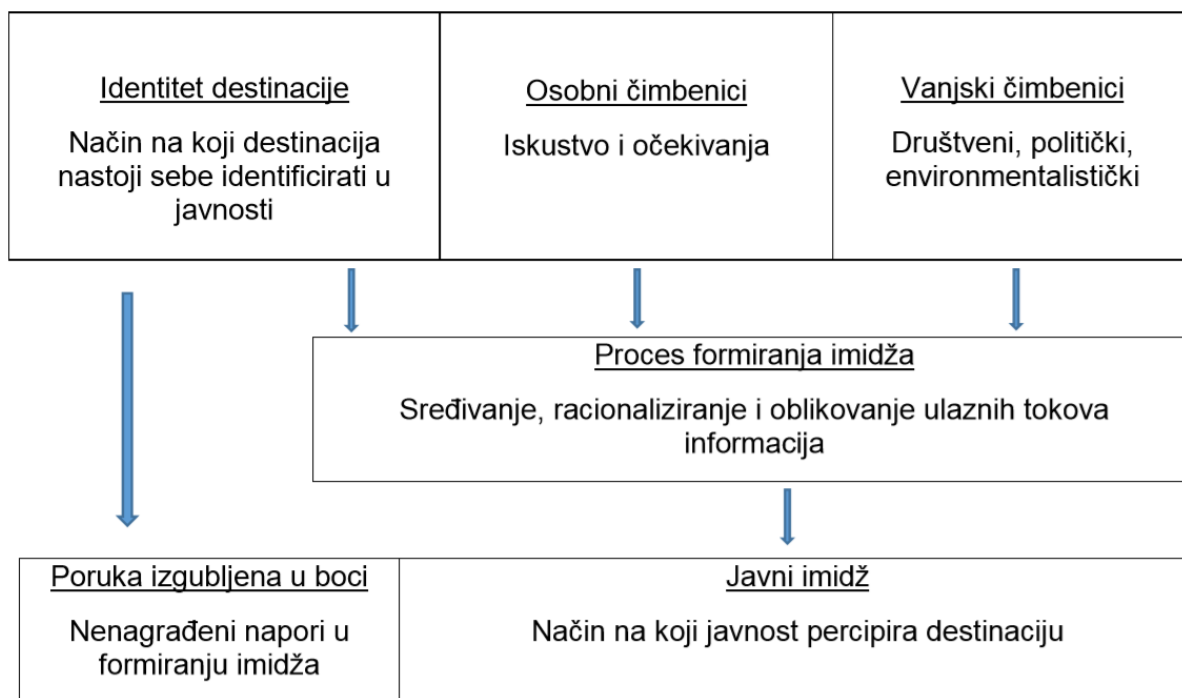 Identitet destinacije
Način na koji destinacija
nastoji sebe identificirati u
javnosti
Osobni čimbenici
Iskustvo i očekivanja
Vanjski čimbenici
Društveni, politički,
environmentalistički
Proces formiranja imidža
Sređivanje, racionaliziranje i oblikovanje ulaznih tokova
informacija
Poruka izgubljena u boci
Nenagrađeni napori u
formiranju imidža
Javni imidž
Način na koji javnost percipira destinaciju